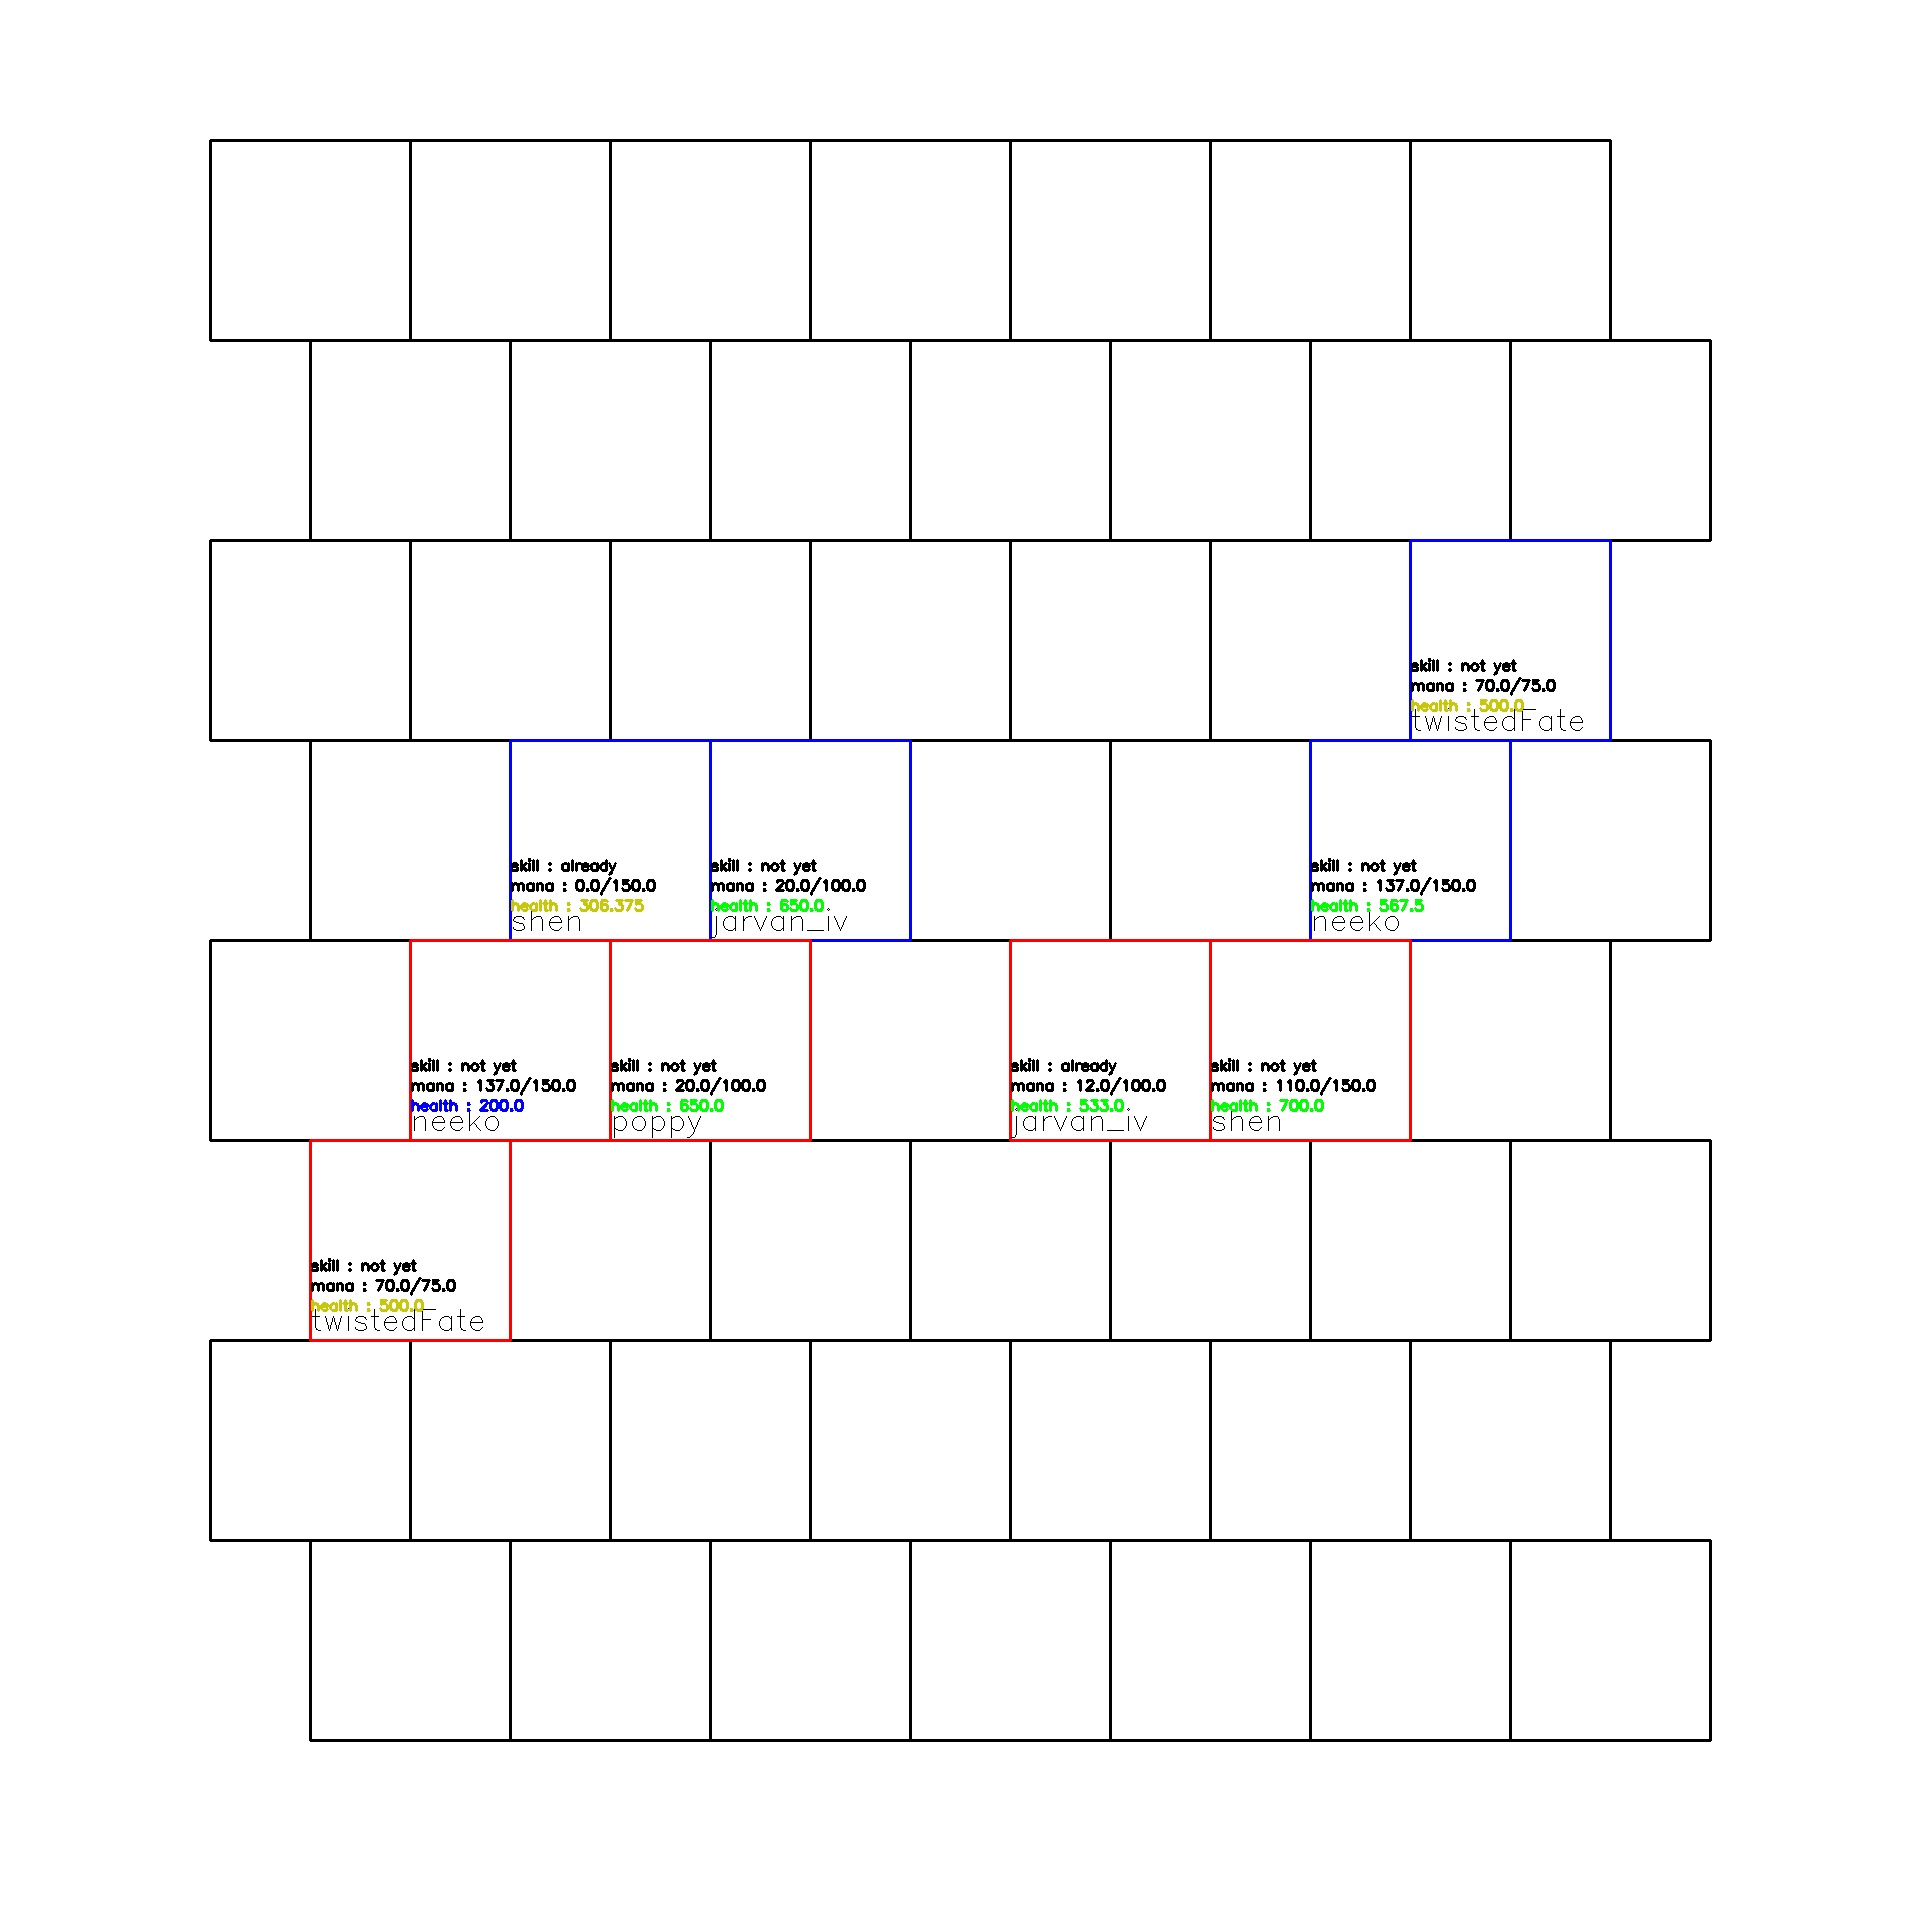 skill : not yet
mana : 70.0/75.0
health : 500.0
twistedFate
skill : already
mana : 0.0/150.0
health : 306.375
shen
skill : not yet
mana : 20.0/100.0
health : 650.0
jarvan_iv
skill : not yet
mana : 137.0/150.0
health : 567.5
neeko
skill : not yet
mana : 137.0/150.0
health : 200.0
neeko
skill : not yet
mana : 20.0/100.0
health : 650.0
poppy
skill : already
mana : 12.0/100.0
health : 533.0
jarvan_iv
skill : not yet
mana : 110.0/150.0
health : 700.0
shen
skill : not yet
mana : 70.0/75.0
health : 500.0
twistedFate